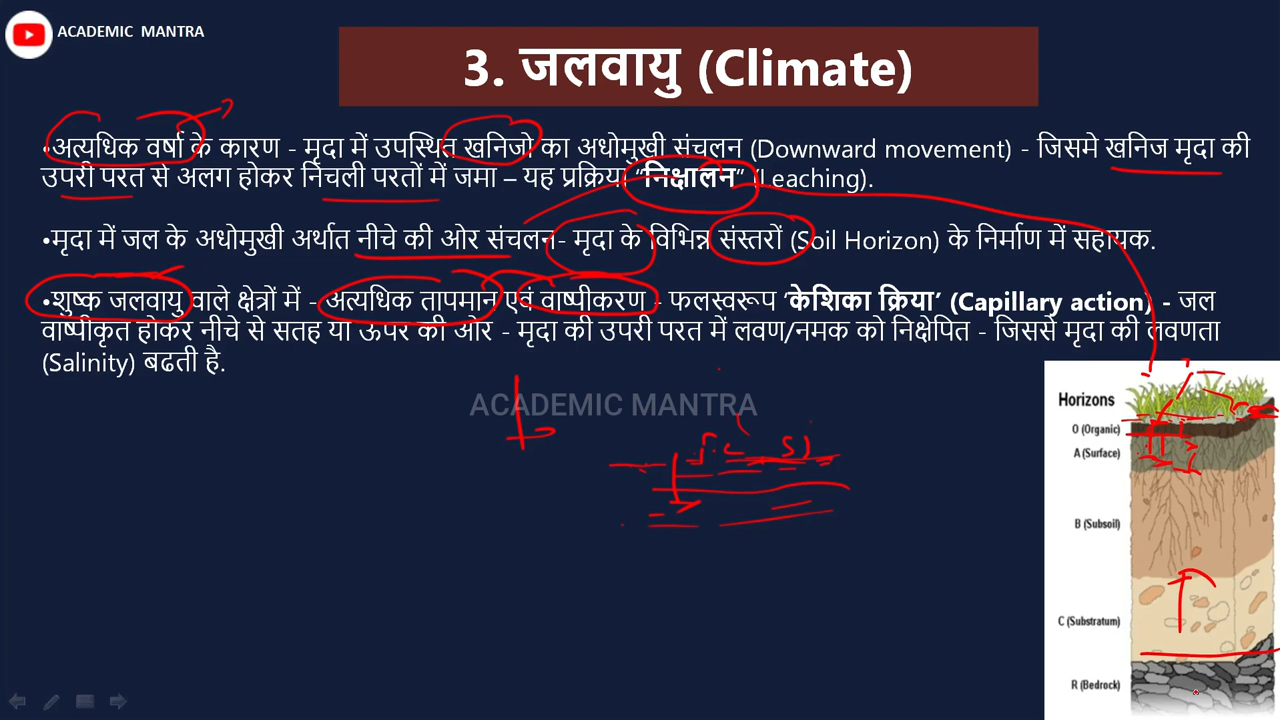 ACADEMIC MANTRA
3. जलवायु (Climate)
•अत्यधिक वर्षा के कारण - मृदा में उपस्थित खनिजो का अधोमुखी संचलन (Downward movement) - जिसमे खनिज मृदा की
उपरी परत से अलग होकर निचली परतों में जमा – यह प्रक्रिया "निक्षालन" (Leaching).
•मृदा में जल के अधोमुखी अर्थात नीचे की ओर संचलन- मृदा के विभिन्न संस्तरों (Soil Horizon) के निर्माण में सहायक.
•शुष्क जलवायु वाले क्षेत्रों में - अत्यधिक तापमान एवं वाष्पीकरण - फलस्वरूप 'केशिका क्रिया' (Capillary action) - जल
वाष्पीकृत होकर नीचे से सतह या ऊपर की ओर - मृदा की उपरी परत में लवण/नमक को निक्षेपित - जिससे मृदा की लवणता
(Salinity) बढती है.
ACADEMIC MANTRA
Horizons
O (Organic)
A (Surface)
B (Subsoil)
C (Substratum)
R (Bedrock)